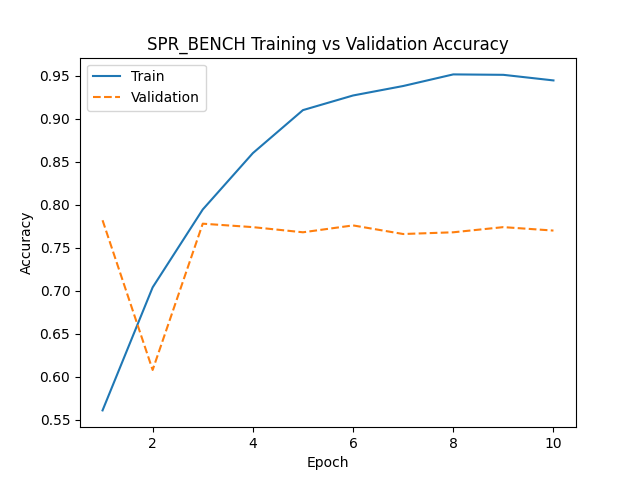 SPR_BENCH Training vs Validation Accuracy
Train
Validation
0.95
0.90
0.85
0.80
0.75
0.70
0.65
0.60
0.55
Accuracy
2 4 6 8 10
Epoch